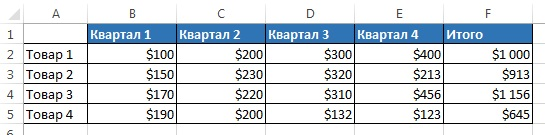 A B C D E F
1 Квартал 1 Квартал 2 Квартал 3 Квартал 4 Итого
2 Товар 1 $100 $200 $300 $400 $1 000
3 Товар 2 $150 $230 $320 $213 $913
4 Товар 3 $170 $220 $310 $456 $1 156
5 Товар 4 $190 $200 $132 $123 $645